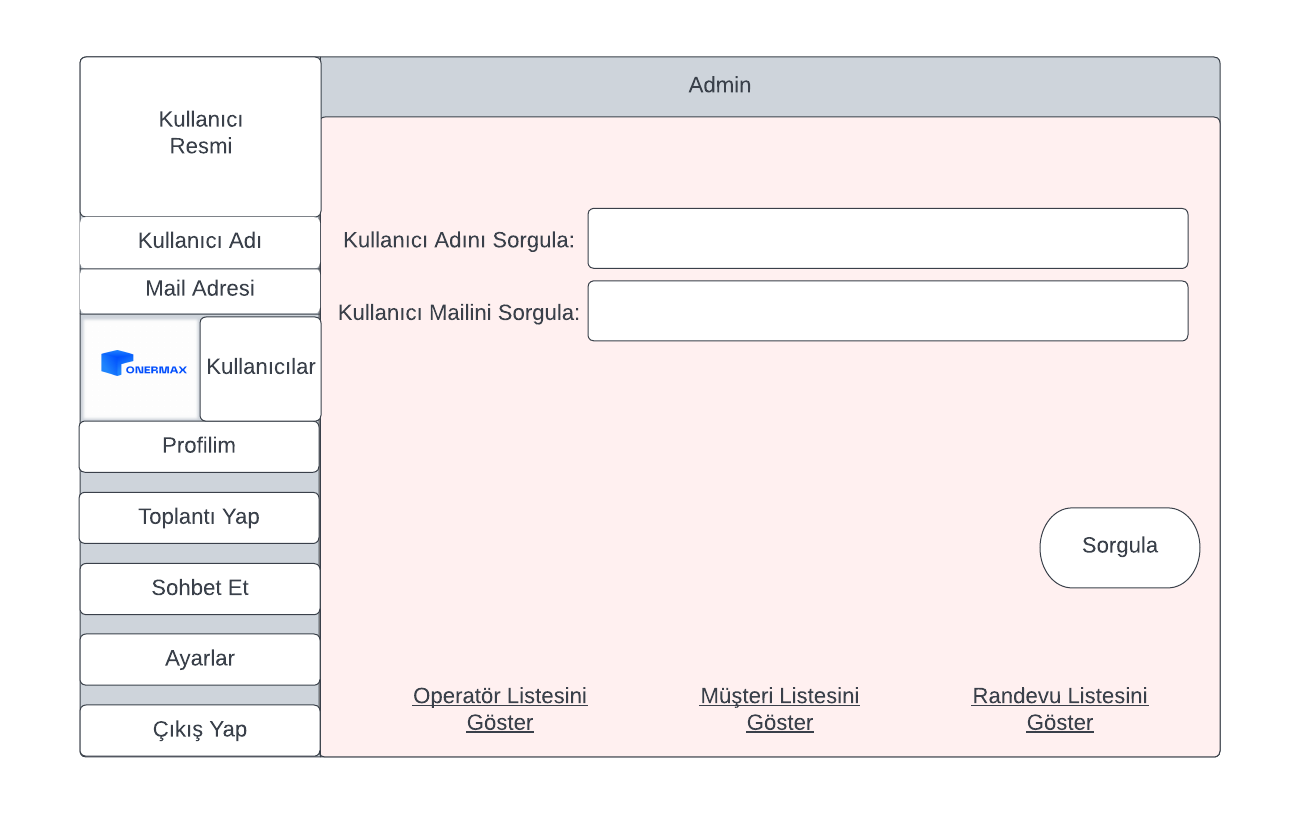 Kullanıcı
Resmi
Admin
Kullanıcı Adı
Mail Adresi
ONERMAX
Kullanıcılar
Profilim
Toplantı Yap
Sohbet Et
Ayarlar
Çıkış Yap
Kullanıcı Adını Sorgula:
Kullanıcı Mailini Sorgula:
Sorgula
Operatör Listesini
Göster
Müşteri Listesini
Göster
Randevu Listesini
Göster